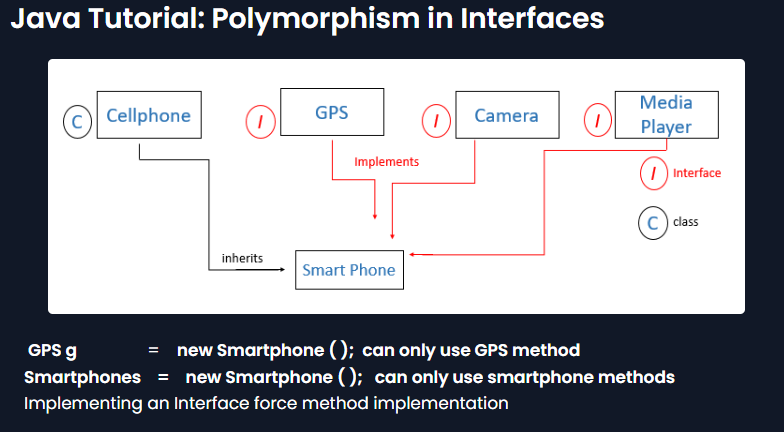 Java Tutorial: Polymorphism in Interfaces
C Cellphone I GPS I Camera I Media
Player
Implements
I Interface
C class
inherits
Smart Phone
GPS g = new Smartphone ( ); can only use GPS method
Smartphones = new Smartphone ( ); can only use smartphone methods
Implementing an Interface force method implementation